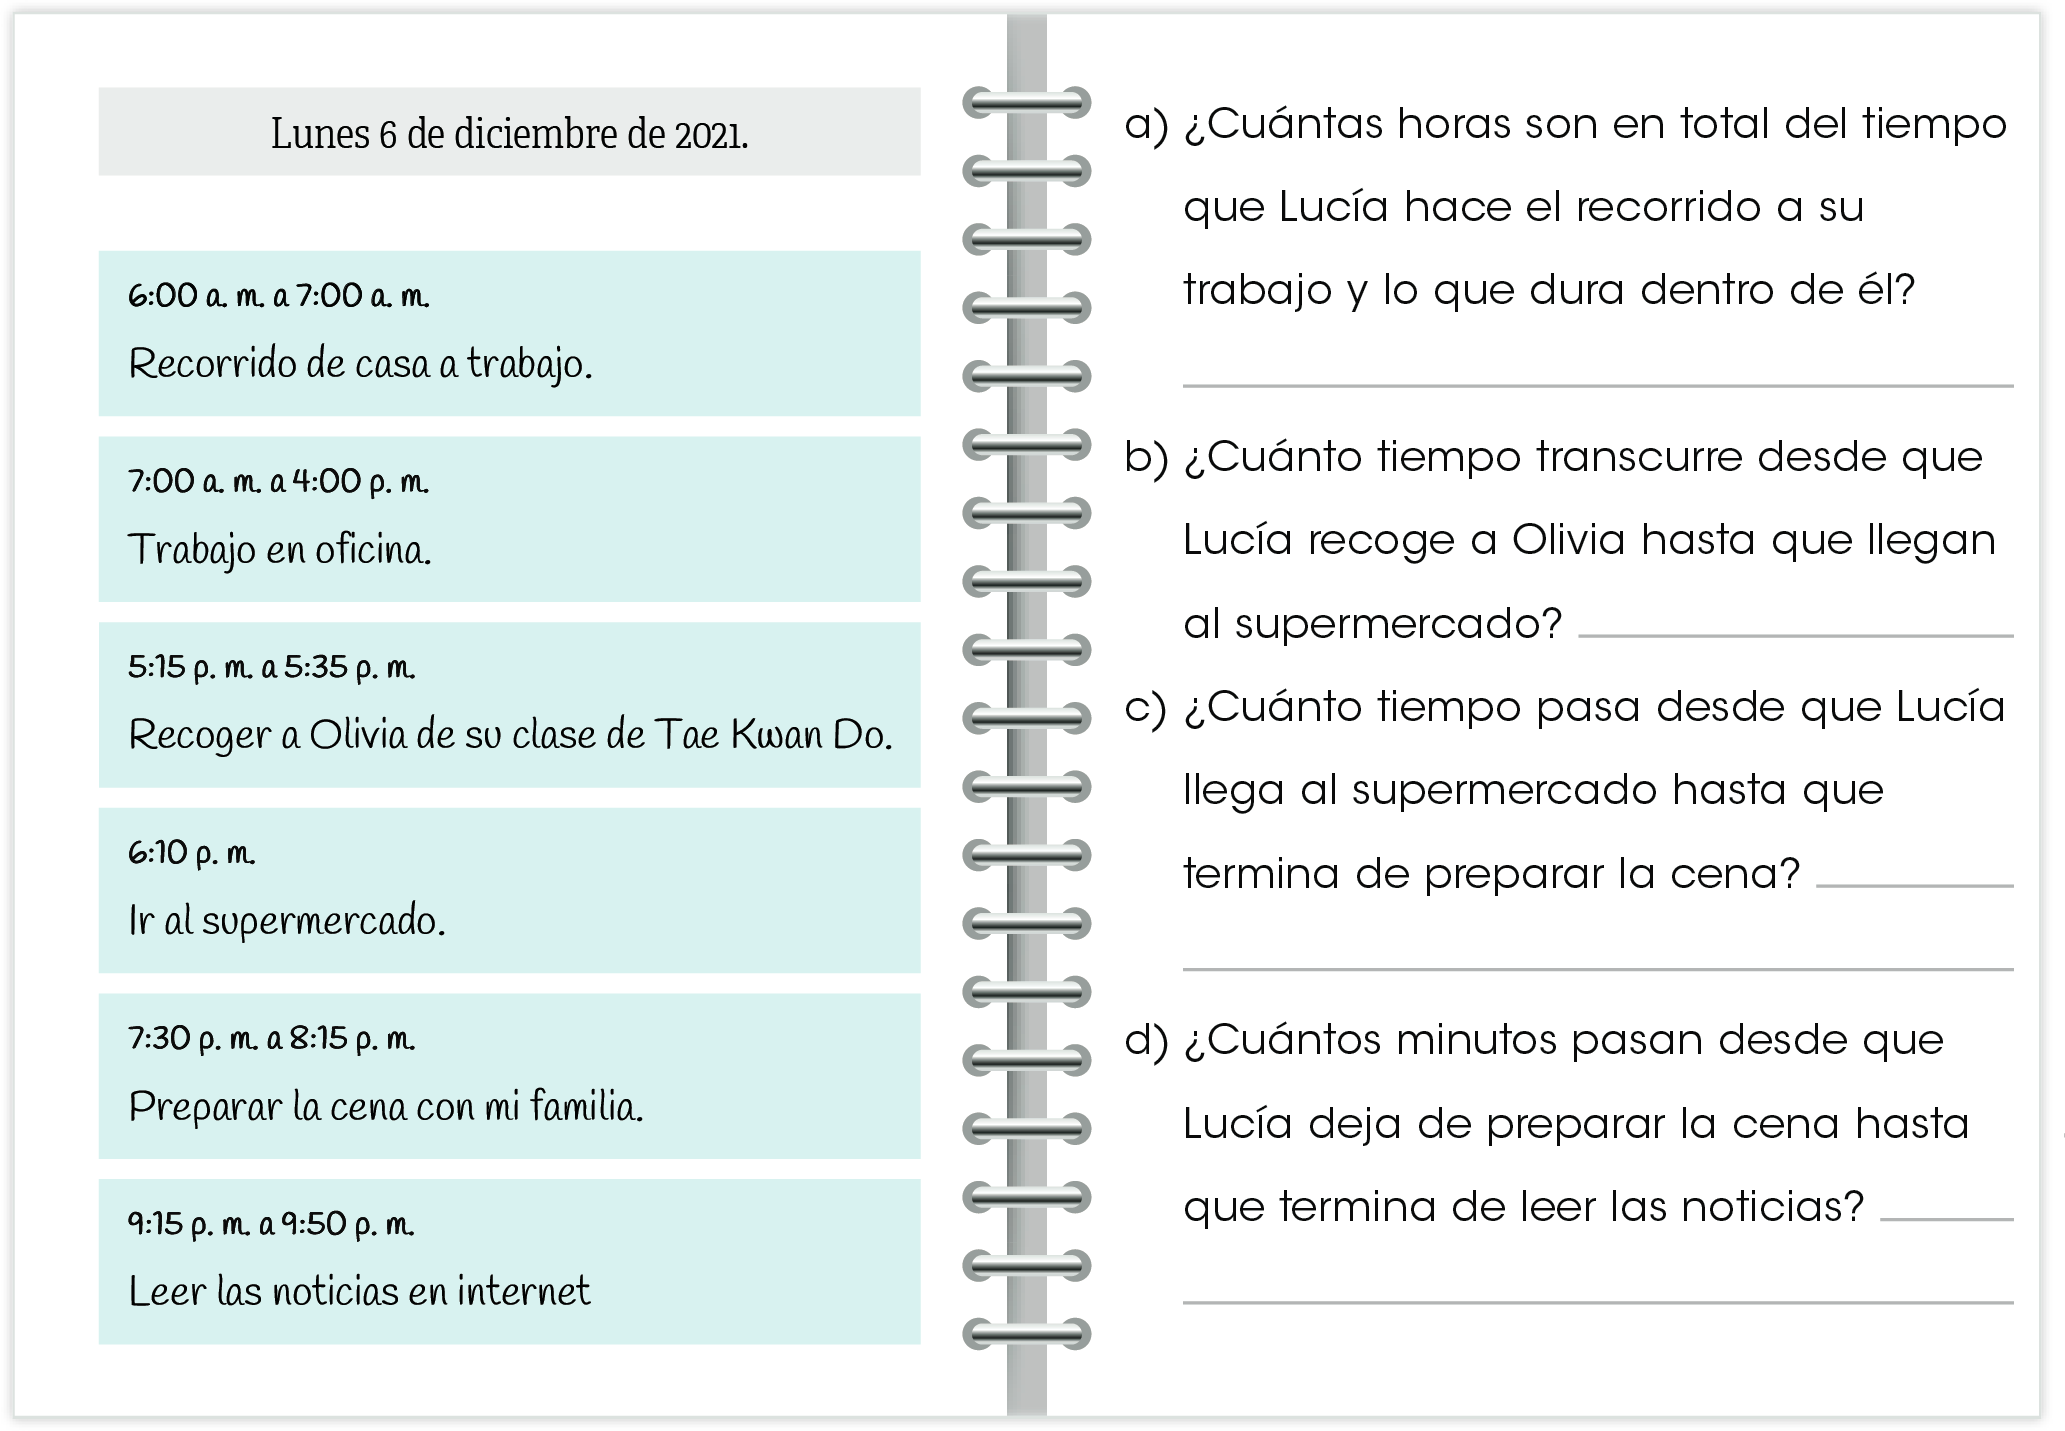 Lunes 6 de diciembre de 2021.
6:00 a. m. a 7:00 a. m.
Recorrido de casa a trabajo.
7:00 a. m. a 4:00 p. m.
Trabajo en oficina.
5:15 p. m. a 5:35 p. m.
Recoger a Olivia de su clase de Tae Kwan Do.
6:10 p. m.
Ir al supermercado.
7:30 p. m. a 8:15 p. m.
Preparar la cena con mi familia.
9:15 p. m. a 9:50 p. m.
Leer las noticias en internet
a) ¿Cuántas horas son en total del tiempo
que Lucía hace el recorrido a su
trabajo y lo que dura dentro de él?
b) ¿Cuánto tiempo transcurre desde que
Lucía recoge a Olivia hasta que llegan
al supermercado?
c) ¿Cuánto tiempo pasa desde que Lucía
llega al supermercado hasta que
termina de preparar la cena?
d) ¿Cuántos minutos pasan desde que
Lucía deja de preparar la cena hasta
que termina de leer las noticias?